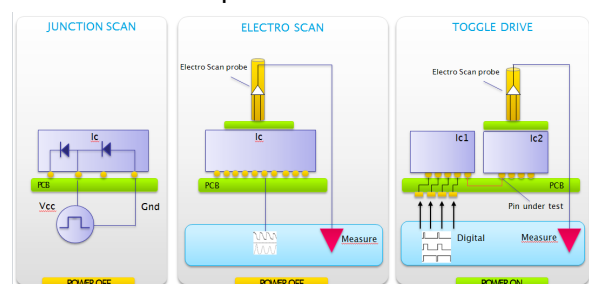 JUNCTION SCAN
Ic
PCB
Vcc
Gnd
POWER OFF
ELECTRO SCAN
Electro Scan probe
Ic
PCB
Measure
POWER OFF
TOGGLE DRIVE
Electro Scan probe
Ic1
Ic2
PCB
Pin under test
Digital
Measure
POWER ON